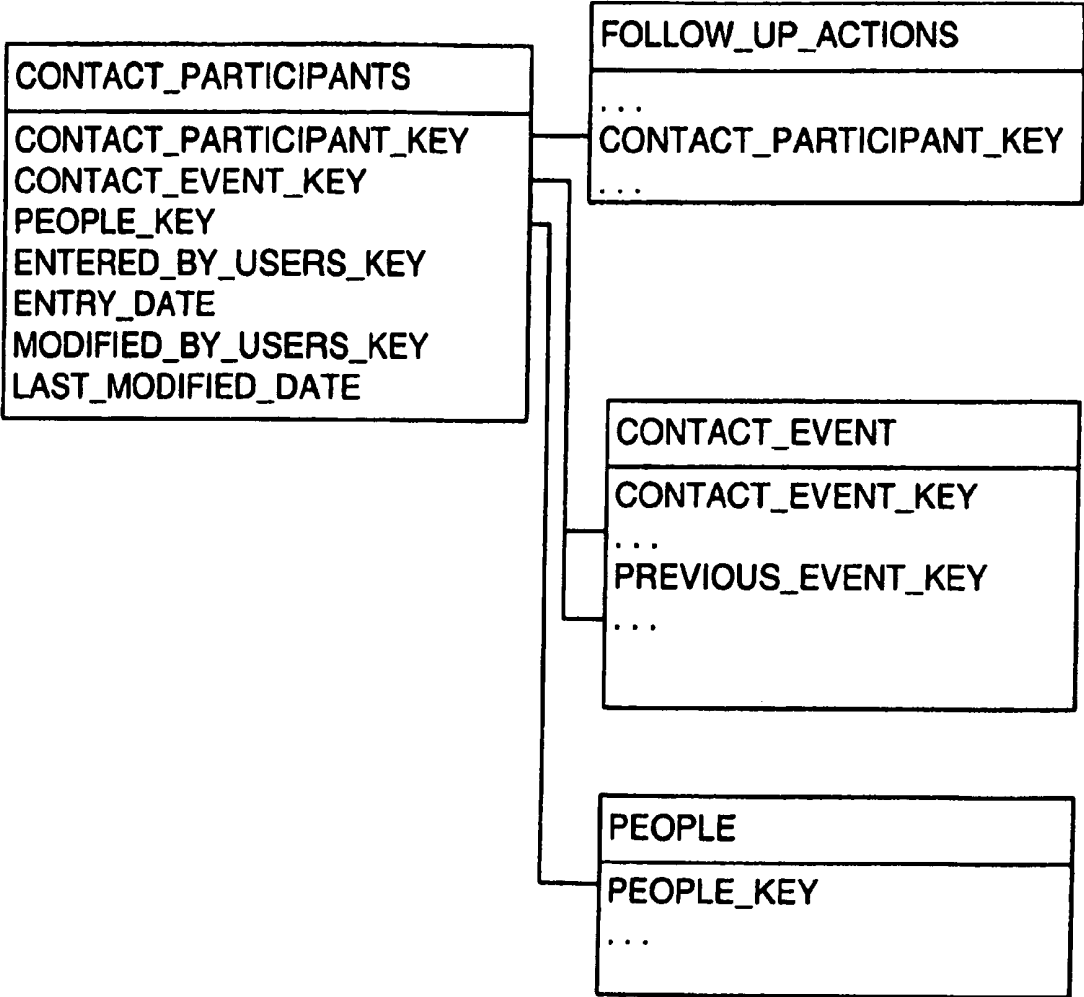 CONTACT_PARTICIPANTS
CONTACT_PARTICIPANT_KEY
CONTACT_EVENT_KEY
PEOPLE_KEY
ENTERED_BY_USERS_KEY
ENTRY_DATE
MODIFIED_BY_USERS_KEY
LAST_MODIFIED_DATE
FOLLOW_UP_ACTIONS
. . .
CONTACT_PARTICIPANT_KEY
. . .
CONTACT_EVENT
CONTACT_EVENT_KEY
. . .
PREVIOUS_EVENT_KEY
. . .
PEOPLE
PEOPLE_KEY
. . .